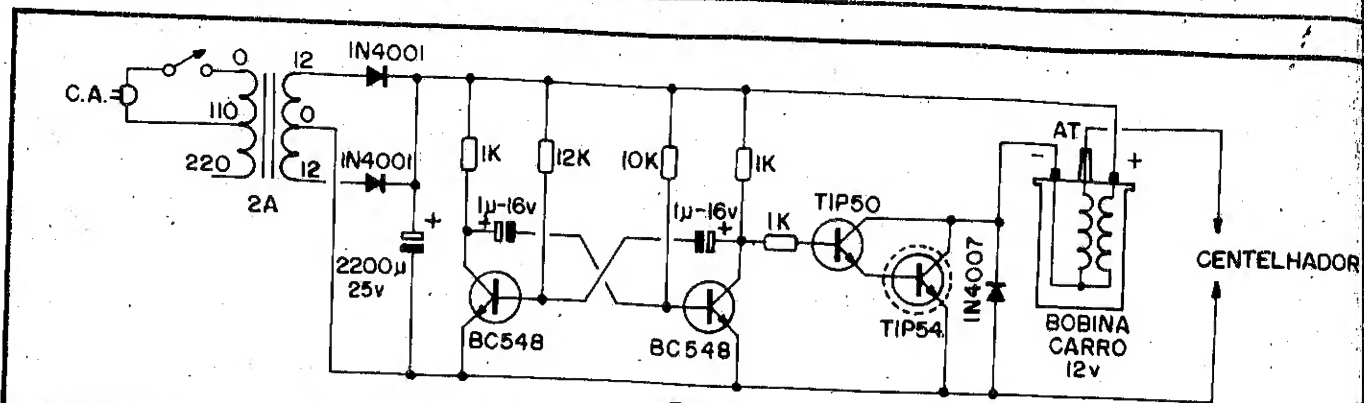 C.A.
0
110
220
12
0
12
2A
1N4001
1N4001
+
2200µ
25v
1K
12K
10K
1K
1µ-16v
+
1µ-16v
+
BC548
BC548
1K
TIP50
TIP54
1N4007
-
AT
+
BOBINA
CARRO
12v
CENTELHADOR